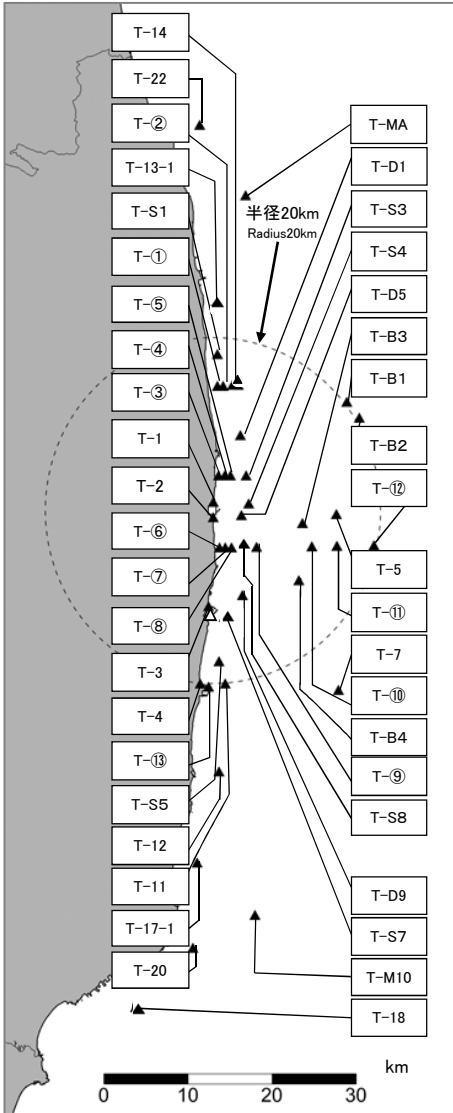 T-14
T-22
T-②
T-13-1
T-S1
T-①
T-⑤
T-④
T-③
T-1
T-2
T-⑥
T-⑦
T-⑧
T-3
T-4
T-⑬
T-S5
T-12
T-11
T-17-1
T-20
半径20km
Radius20km
T-MA
T-D1
T-S3
T-S4
T-D5
T-B3
T-B1
T-B2
T-⑫
T-5
T-⑪
T-7
T-⑩
T-B4
T-⑨
T-S8
T-D9
T-S7
T-M10
T-18
km
0 10 20 30